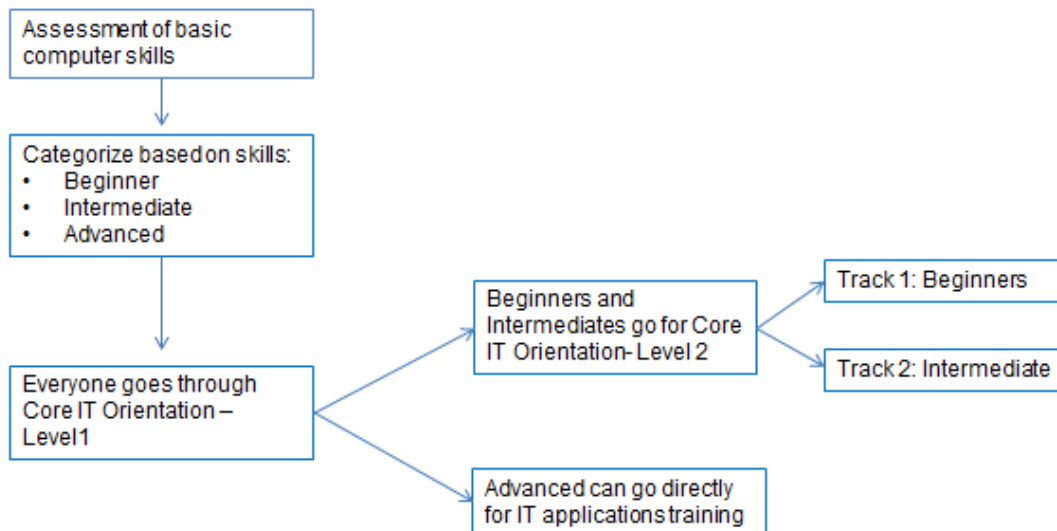 Assessment of basic
computer skills
Categorize based on skills:
• Beginner
• Intermediate
• Advanced
Everyone goes through
Core IT Orientation –
Level1
Beginners and
Intermediates go for Core
IT Orientation- Level 2
Track 1: Beginners
Track 2: Intermediate
Advanced can go directly
for IT applications training